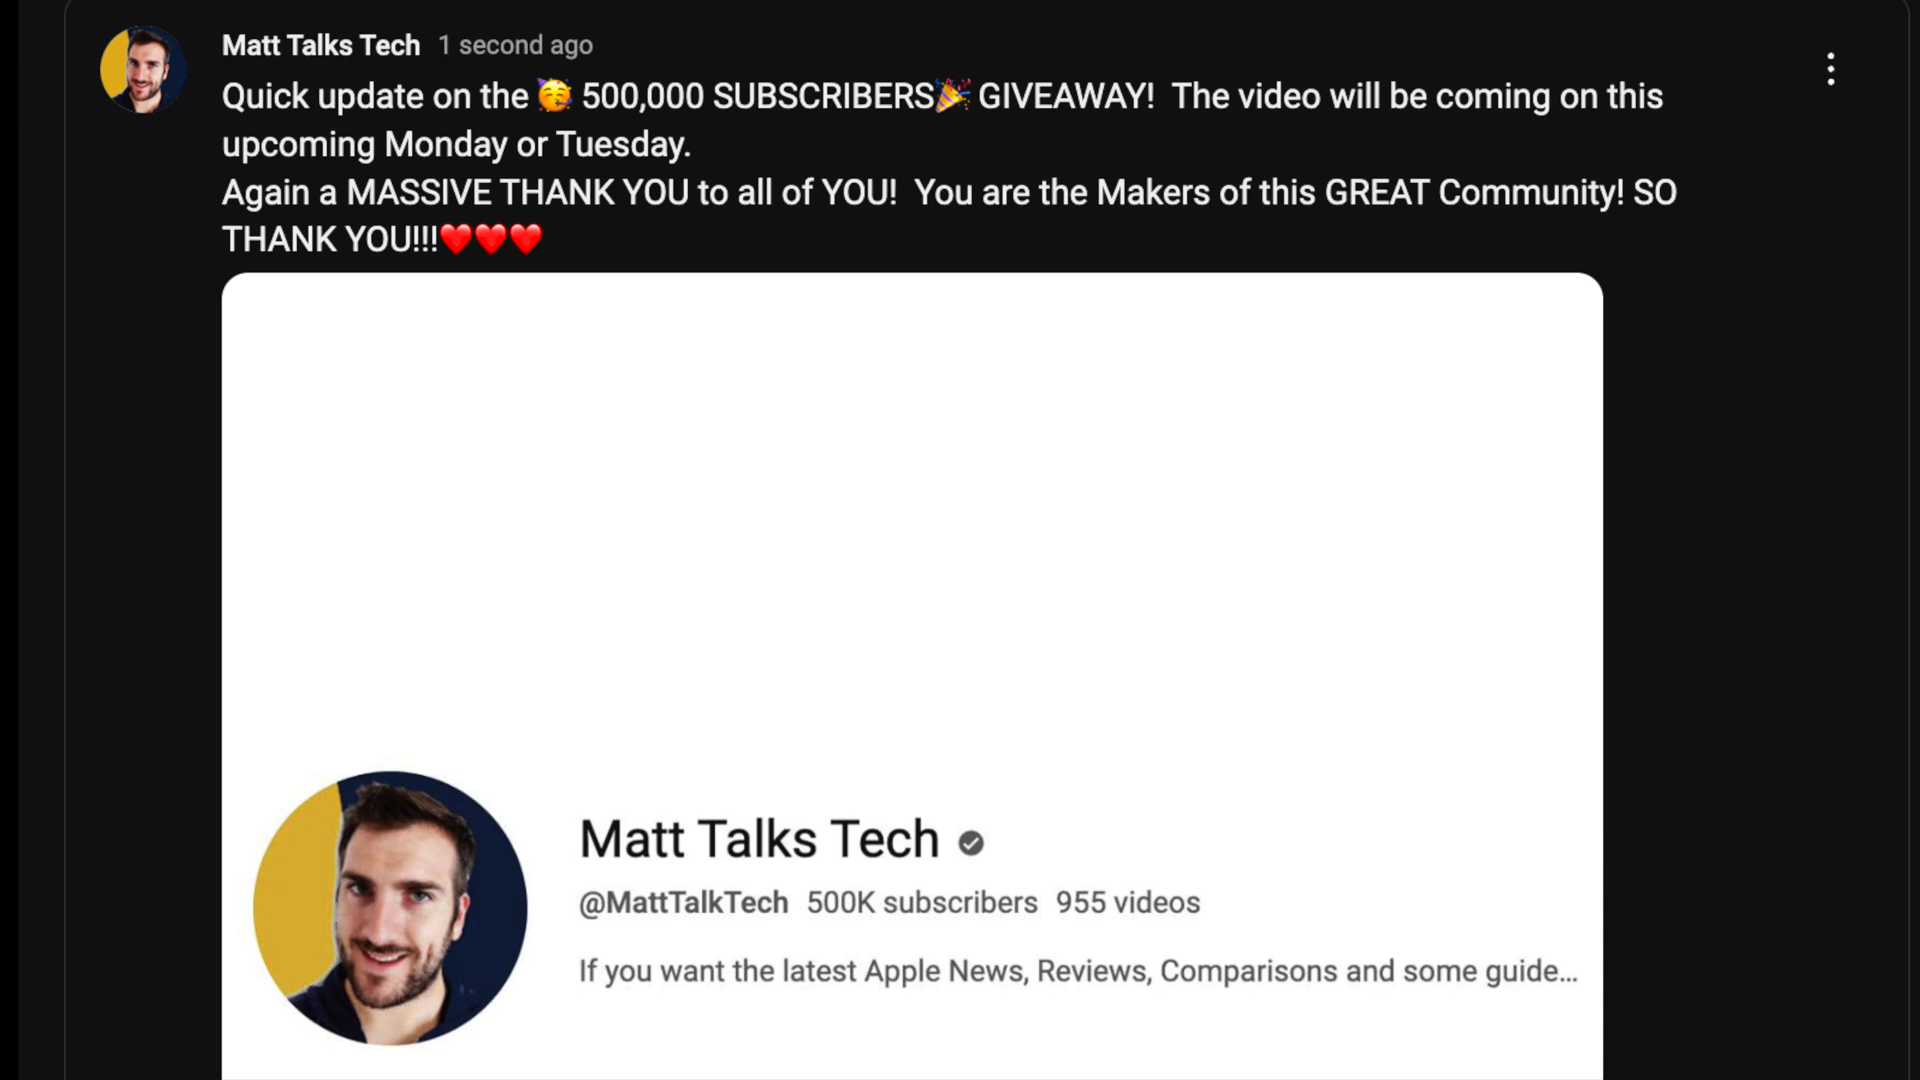 Matt Talks Tech 1 second ago
Quick update on the 🥳 500,000 SUBSCRIBERS🎉 GIVEAWAY!  The video will be coming on this
upcoming Monday or Tuesday.
Again a MASSIVE THANK YOU to all of YOU!  You are the Makers of this GREAT Community! SO
THANK YOU!!!❤️❤️❤️
Matt Talks Tech
@MattTalkTech 500K subscribers 955 videos
If you want the latest Apple News, Reviews, Comparisons and some guide...